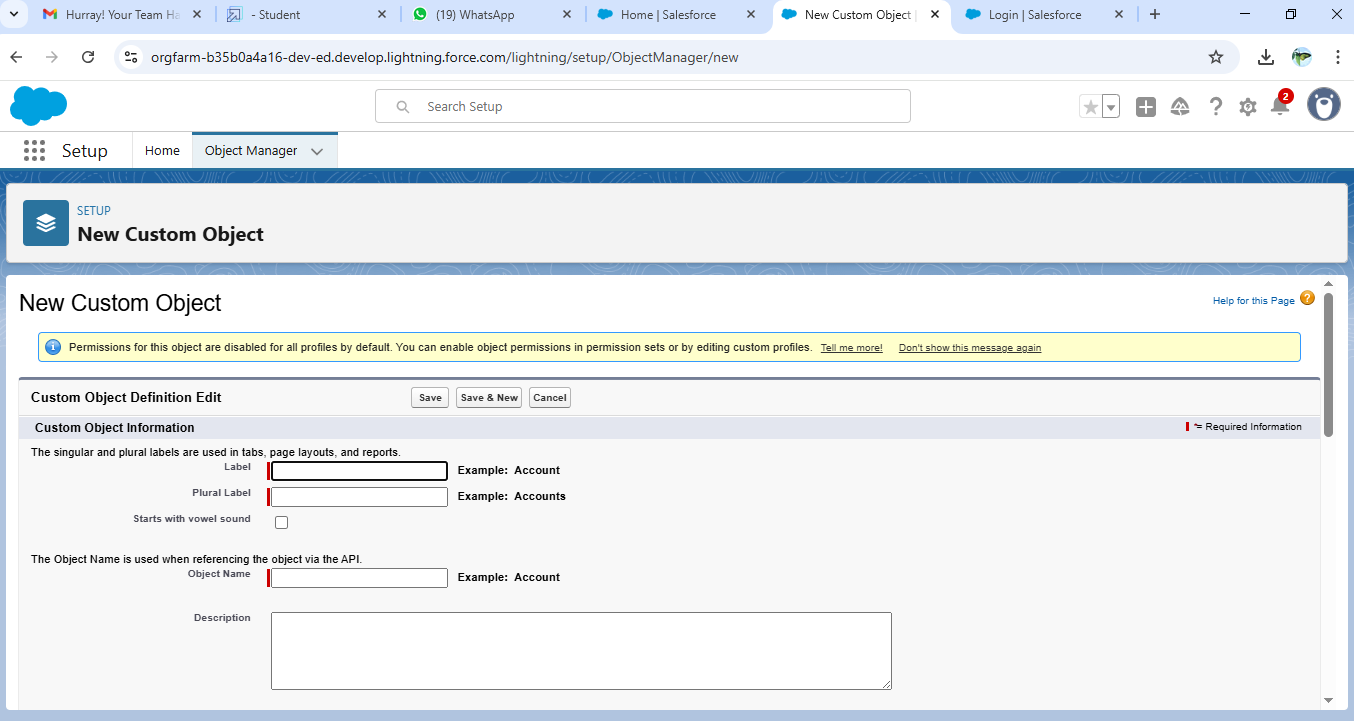 Hurray! Your Team Ha
- Student
(19) WhatsApp
Home | Salesforce
New Custom Object
Login | Salesforce
orgfarm-b35b0a4a16-dev-ed.develop.lightning.force.com/lightning/setup/ObjectManager/new
Search Setup
2
Setup
Home
Object Manager
SETUP
New Custom Object
New Custom Object
Help for this Page ?
Permissions for this object are disabled for all profiles by default. You can enable object permissions in permission sets or by editing custom profiles. Tell me more! Don't show this message again
Custom Object Definition Edit
Save
Save & New
Cancel
Custom Object Information
= Required Information
The singular and plural labels are used in tabs, page layouts, and reports.
Label
Example: Account
Plural Label
Example: Accounts
Starts with vowel sound
The Object Name is used when referencing the object via the API.
Object Name
Example: Account
Description